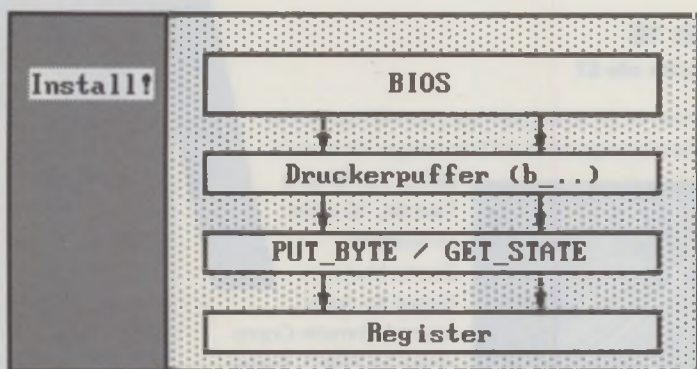 Install!
BIOS
Druckerpuffer (b_..)
PUT_BYTE / GET_STATE
Register